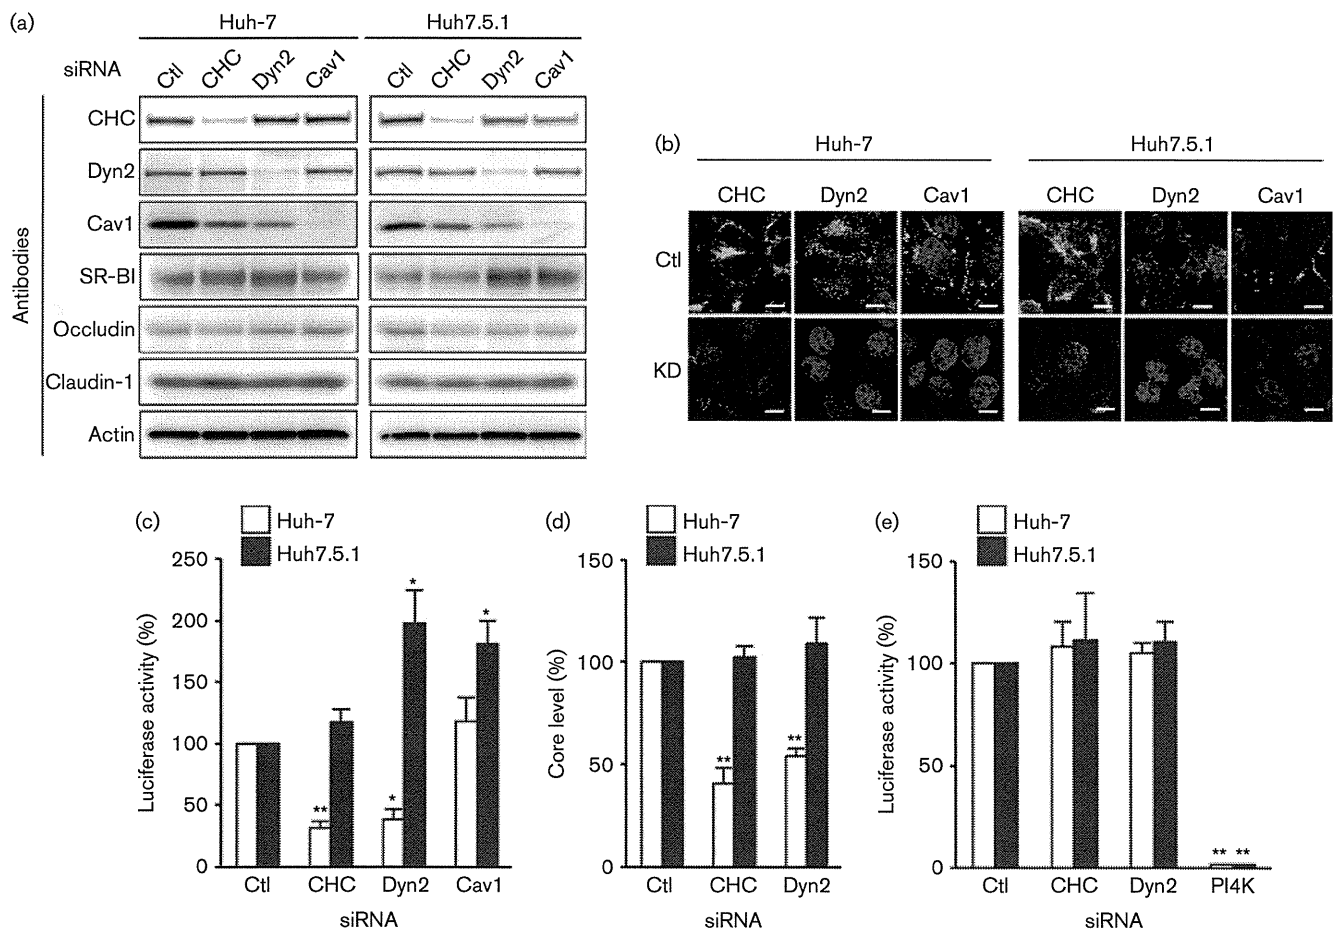 (a)
Huh-7 Huh7.5.1
siRNA Ctl CHC Dyn2 Cav1 Ctl CHC Dyn2 Cav1
Antibodies
CHC
Dyn2
Cav1
SR-BI
Occludin
Claudin-1
Actin
(b)
Huh-7 Huh7.5.1
CHC Dyn2 Cav1 CHC Dyn2 Cav1
Ctl
KD
(c)
Huh-7
Huh7.5.1
Luciferase activity (%)
250
200
150
100
50
0
** * * *
Ctl CHC Dyn2 Cav1
siRNA
(d)
Huh-7
Huh7.5.1
Core level (%)
150
100
50
0
** **
Ctl CHC Dyn2
siRNA
(e)
Huh-7
Huh7.5.1
Luciferase activity (%)
150
100
50
0
** **
Ctl CHC Dyn2 PI4K
siRNA